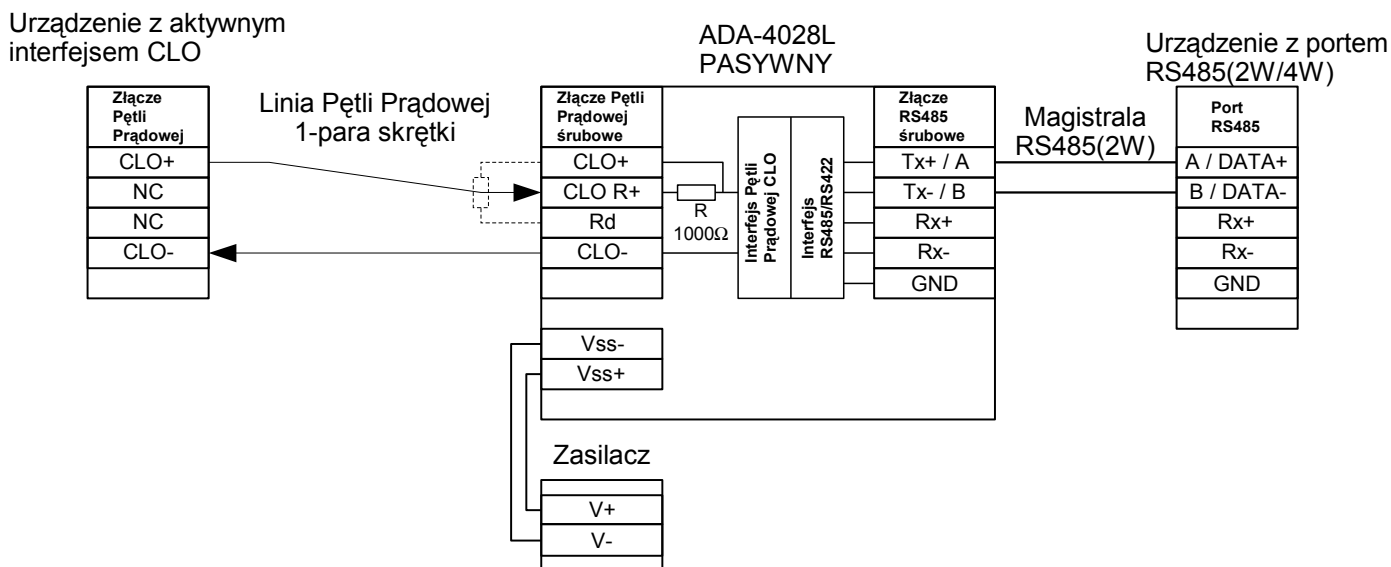 Urządzenie z aktywnym
interfejsem CLO
Złącze
Pętli
Prądowej
CLO+
NC
NC
CLO-
Linia Pętli Prądowej
1-para skrętki
ADA-4028L
PASYWNY
Złącze Pętli
Prądowej
śrubowe
CLO+
CLO R+
Rd
CLO-
R
1000Ω
Interfejs Pętli
Prądowej CLO
Interfejs
RS485/RS422
Złącze
RS485
śrubowe
Tx+ / A
Tx- / B
Rx+
Rx-
GND
Magistrala
RS485(2W)
Urządzenie z portem
RS485(2W/4W)
Port
RS485
A / DATA+
B / DATA-
Rx+
Rx-
GND
Vss-
Vss+
Zasilacz
V+
V-